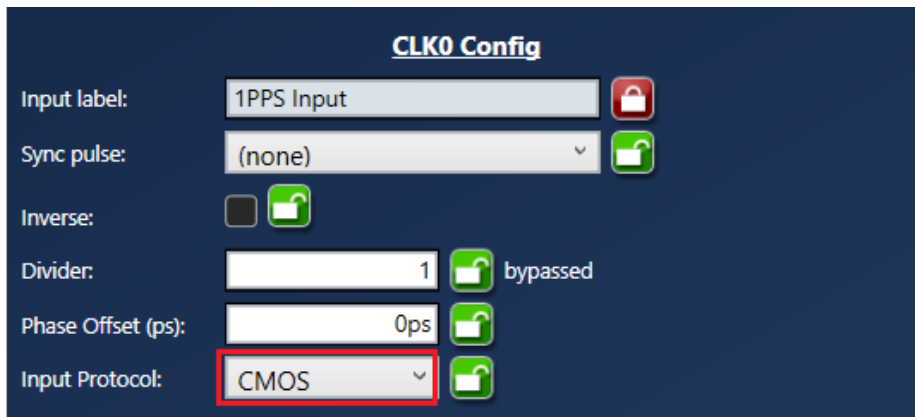 CLK0 Config
Input label: 1PPS Input
Sync pulse: (none)
Inverse:
Divider: 1 bypassed
Phase Offset (ps): 0ps
Input Protocol: CMOS